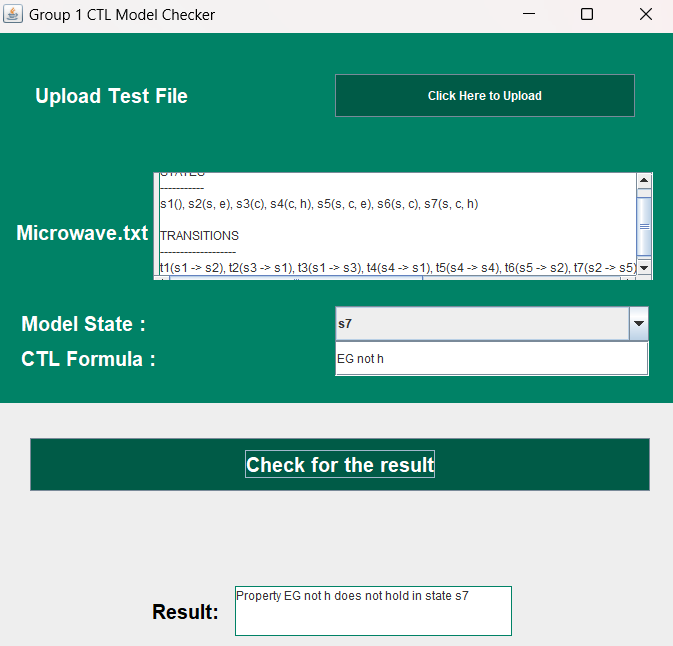 Group 1 CTL Model Checker
Upload Test File
Click Here to Upload
STATES
-----------
s1(), s2(s, e), s3(c), s4(c, h), s5(s, c, e), s6(s, c), s7(s, c, h)
Microwave.txt
TRANSITIONS
-------------------
t1(s1 -> s2), t2(s3 -> s1), t3(s1 -> s3), t4(s4 -> s1), t5(s4 -> s4), t6(s5 -> s2), t7(s2 -> s5)
Model State :
s7
CTL Formula :
EG not h
Check for the result
Result:
Property EG not h does not hold in state s7